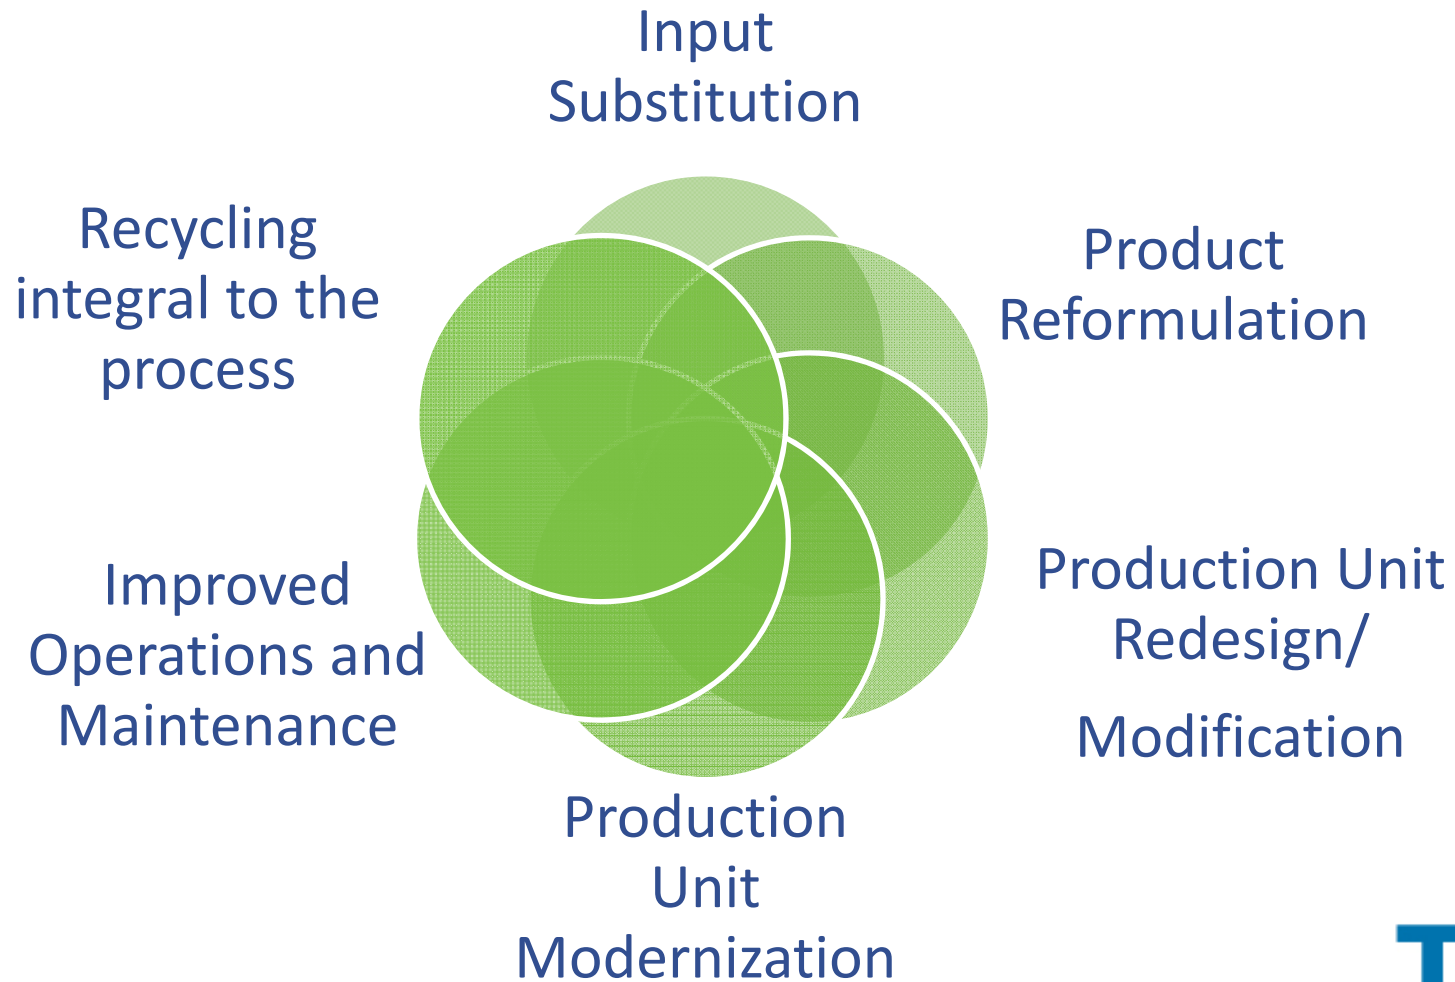 Input
Substitution
Product
Reformulation
Production Unit
Redesign/
Modification
Production
Unit
Modernization
Improved
Operations and
Maintenance
Recycling
integral to the
process
T